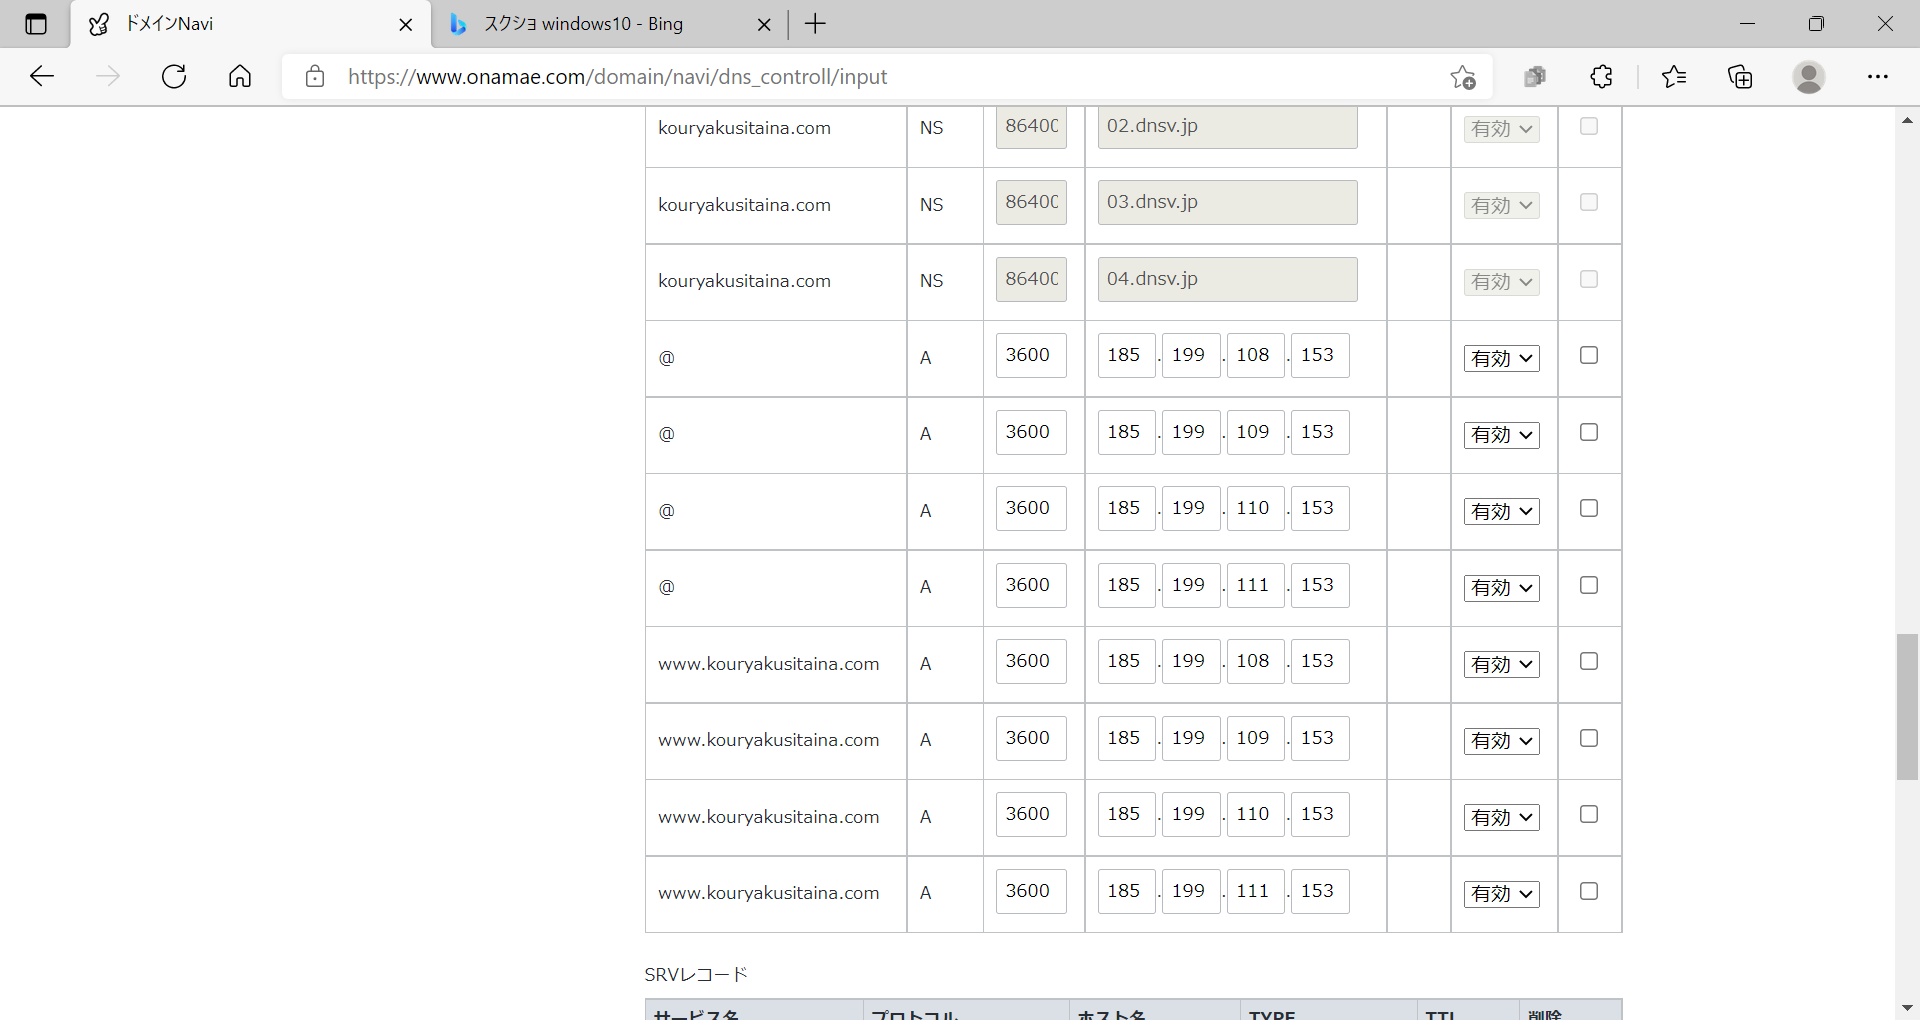 ドメインNavi
スクショ windows10 - Bing
https://www.onamae.com/domain/navi/dns_controll/input
kouryakusitaina.com NS 86400 02.dnsv.jp 有効
kouryakusitaina.com NS 86400 03.dnsv.jp 有効
kouryakusitaina.com NS 86400 04.dnsv.jp 有効
@ A 3600 185 . 199 . 108 . 153 有効
@ A 3600 185 . 199 . 109 . 153 有効
@ A 3600 185 . 199 . 110 . 153 有効
@ A 3600 185 . 199 . 111 . 153 有効
www.kouryakusitaina.com A 3600 185 . 199 . 108 . 153 有効
www.kouryakusitaina.com A 3600 185 . 199 . 109 . 153 有効
www.kouryakusitaina.com A 3600 185 . 199 . 110 . 153 有効
www.kouryakusitaina.com A 3600 185 . 199 . 111 . 153 有効
SRVレコード
サービス名 プロトコル ホスト名 TYPE TTL 削除